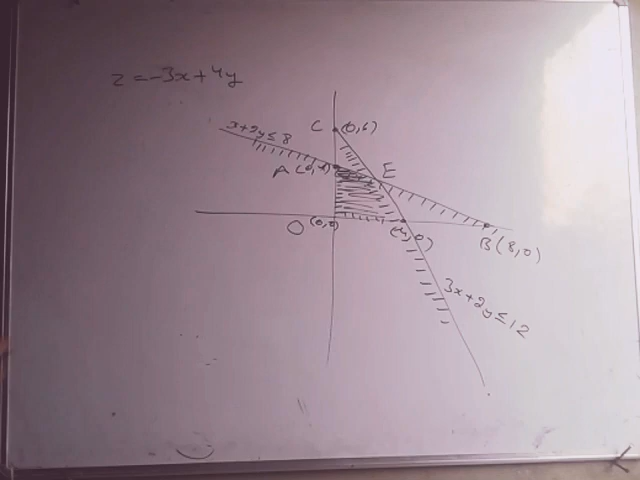 z = -3x + 4y
C (0,6)
x+2y ≤ 8
A (0,4)
E
O (0,0)
(4,0)
B (8,0)
3x+2y ≤ 12